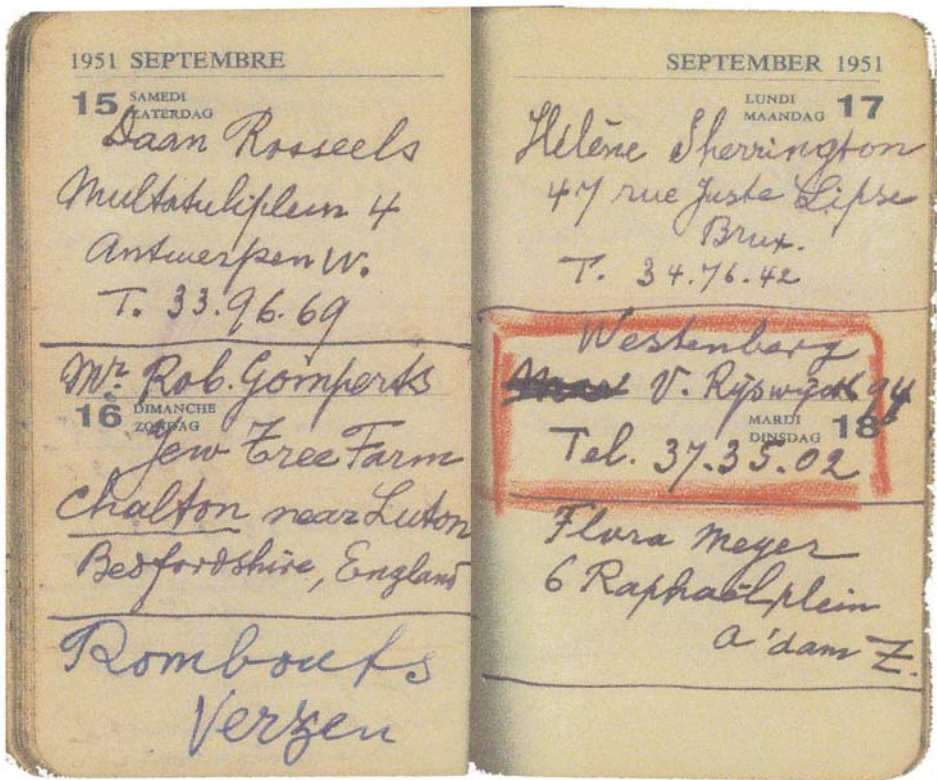 1951 SEPTEMBRE
15 SAMEDI
ZATERDAG
Daan Rosseels
Multatuliplein 4
Antwerpen W.
T. 33.96.69
Mr Rob. Gomperts
16 DIMANCHE
ZONDAG
Yew Tree Farm
Chalton near Luton
Bedfordshire, England
Rombouts
Verzen
SEPTEMBER 1951
LUNDI 17
MAANDAG
Hélène Sherrington
47 rue Juste Lipse
Brux.
T. 34.76.42
Westenberg
V. Rijswijck 94
MARDI 18
DINSDAG
Tel. 37.35.02
Flora Meyer
6 Raphaëlplein
A'dam Z.